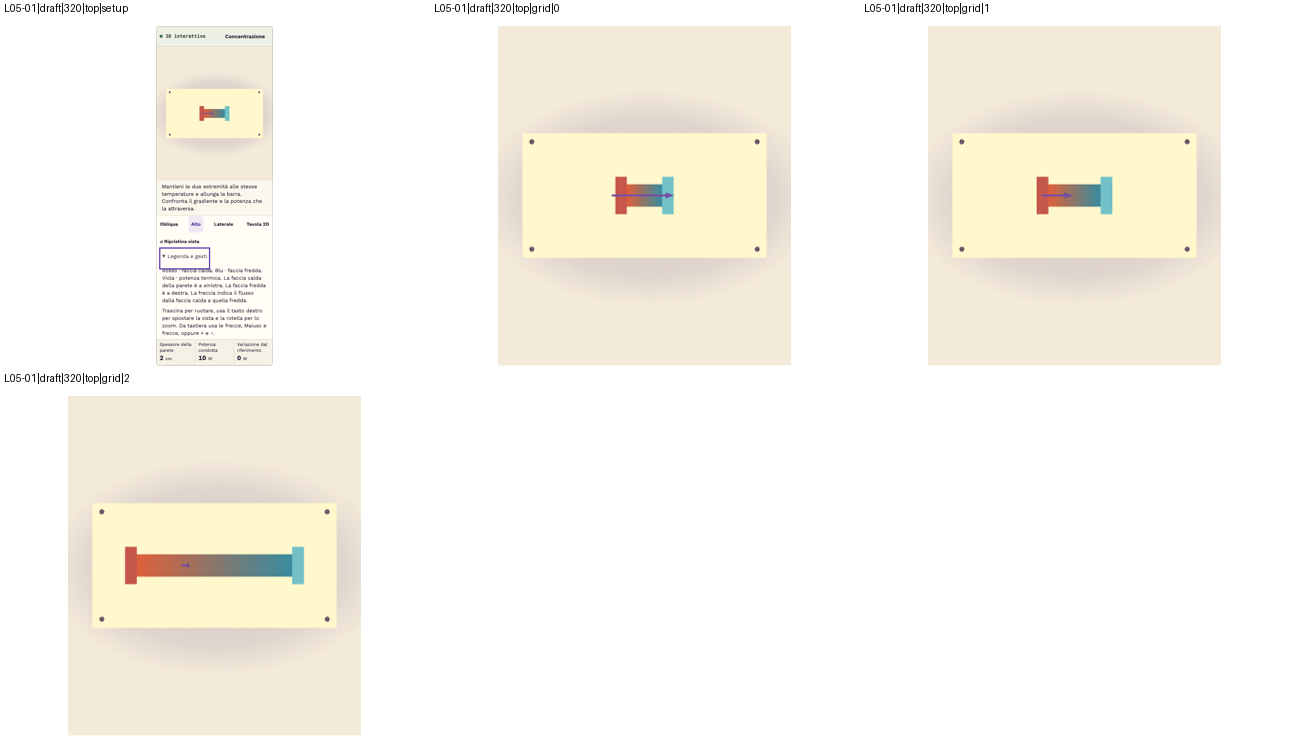 L05-01|draft|320|top|setup
L05-01|draft|320|top|grid|0
L05-01|draft|320|top|grid|1
3D interattivo
Concentrazione
Mantieni le due estremità alle stesse
temperature e allunga la barra.
Confronta il gradiente e la potenza che
la attraversa.
Obliqua
Alto
Laterale
Tavola 2D
↺ Ripristina vista
▼ Legenda e gesti
Rosso · faccia calda. Blu · faccia fredda.
Viola · potenza termica. La faccia calda
della parete è a sinistra. La faccia fredda
è a destra. La freccia indica il flusso
dalla faccia calda a quella fredda.
Trascina per ruotare, usa il tasto destro
per spostare la vista e la rotella per lo
zoom. Da tastiera usa le frecce, Maiusc e
frecce, oppure + e −.
Spessore della
parete
2 cm
Potenza
condotta
10 W
Variazione dal
riferimento
0 W
L05-01|draft|320|top|grid|2